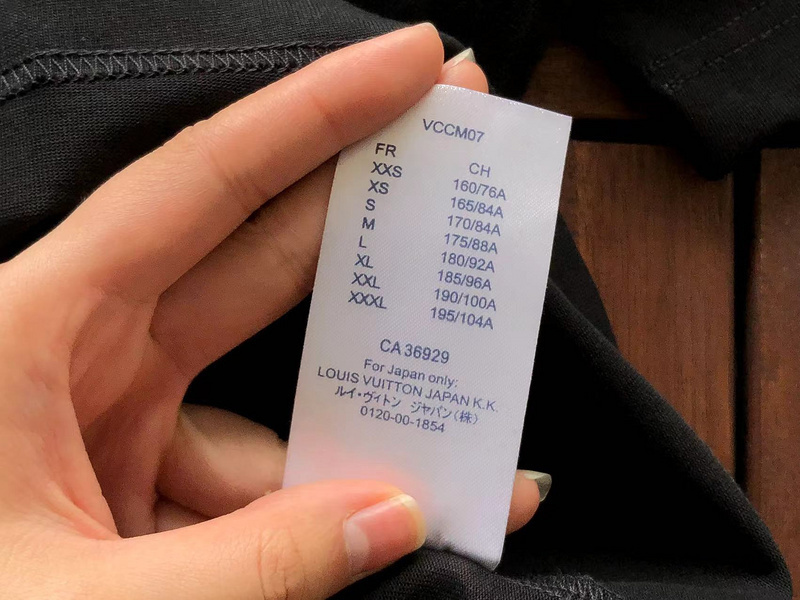 VCCM07
FR CH
XXS 160/76A
XS 165/84A
S 170/84A
M 175/88A
L 180/92A
XL 185/96A
XXL 190/100A
XXXL 195/104A
CA 36929
For Japan only:
LOUIS VUITTON JAPAN K.K.
ルイ・ヴィトン ジャパン(株)
0120-00-1854